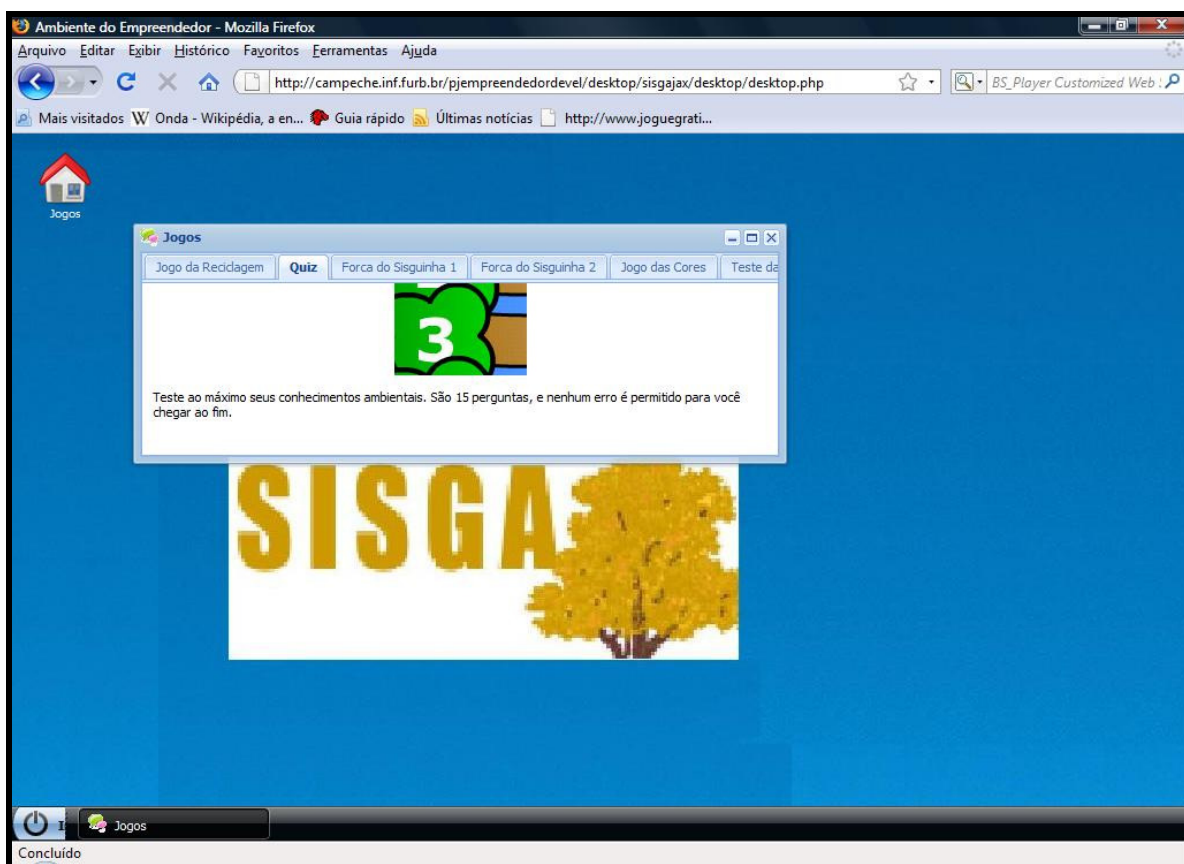 Ambiente do Empreendedor - Mozilla Firefox
Arquivo Editar Exibir Histórico Favoritos Ferramentas Ajuda
http://campeche.inf.furb.br/pjempreendedordevel/desktop/sisgajax/desktop/desktop.php
BS_Player Customized Web
Mais visitados W Onda - Wikipédia, a en... Guia rápido Últimas notícias http://www.joguegrati...
Jogos
Jogos
Jogo da Reciclagem Quiz Forca do Sisguinha 1 Forca do Sisguinha 2 Jogo das Cores Teste da
3
Teste ao máximo seus conhecimentos ambientais. São 15 perguntas, e nenhum erro é permitido para você
chegar ao fim.
SISGA
Jogos
Concluído